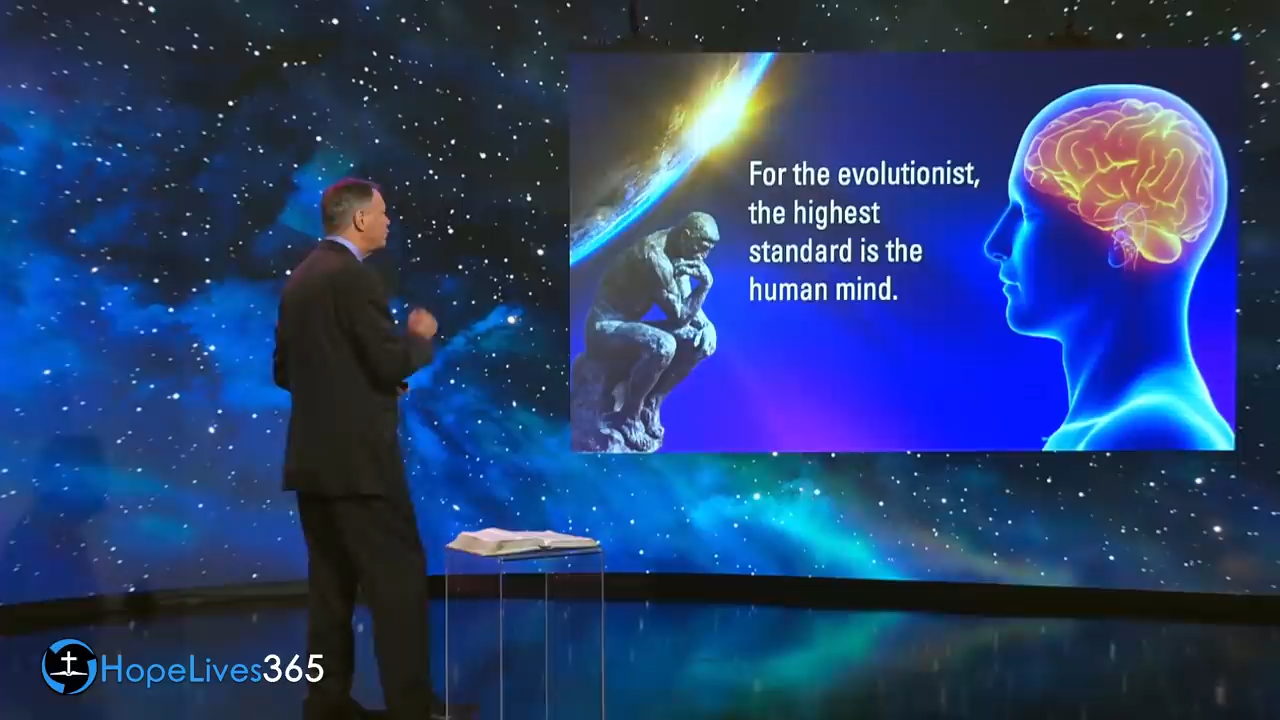 For the evolutionist,
the highest
standard is the
human mind.
HopeLives365